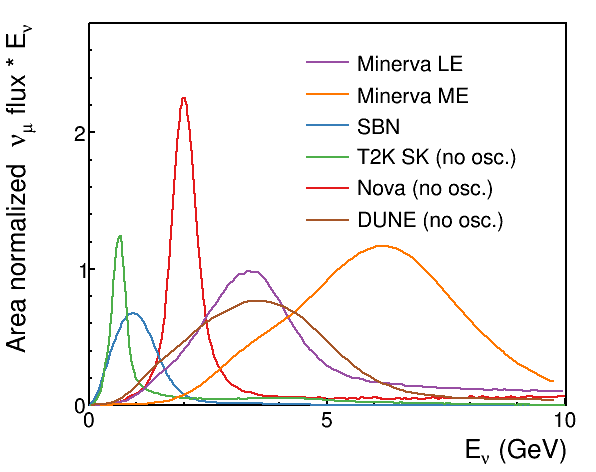 Area normalized ν_μ flux * E_ν
Minerva LE
Minerva ME
SBN
T2K SK (no osc.)
Nova (no osc.)
DUNE (no osc.)
2
1
0
0
5
10
E_ν (GeV)